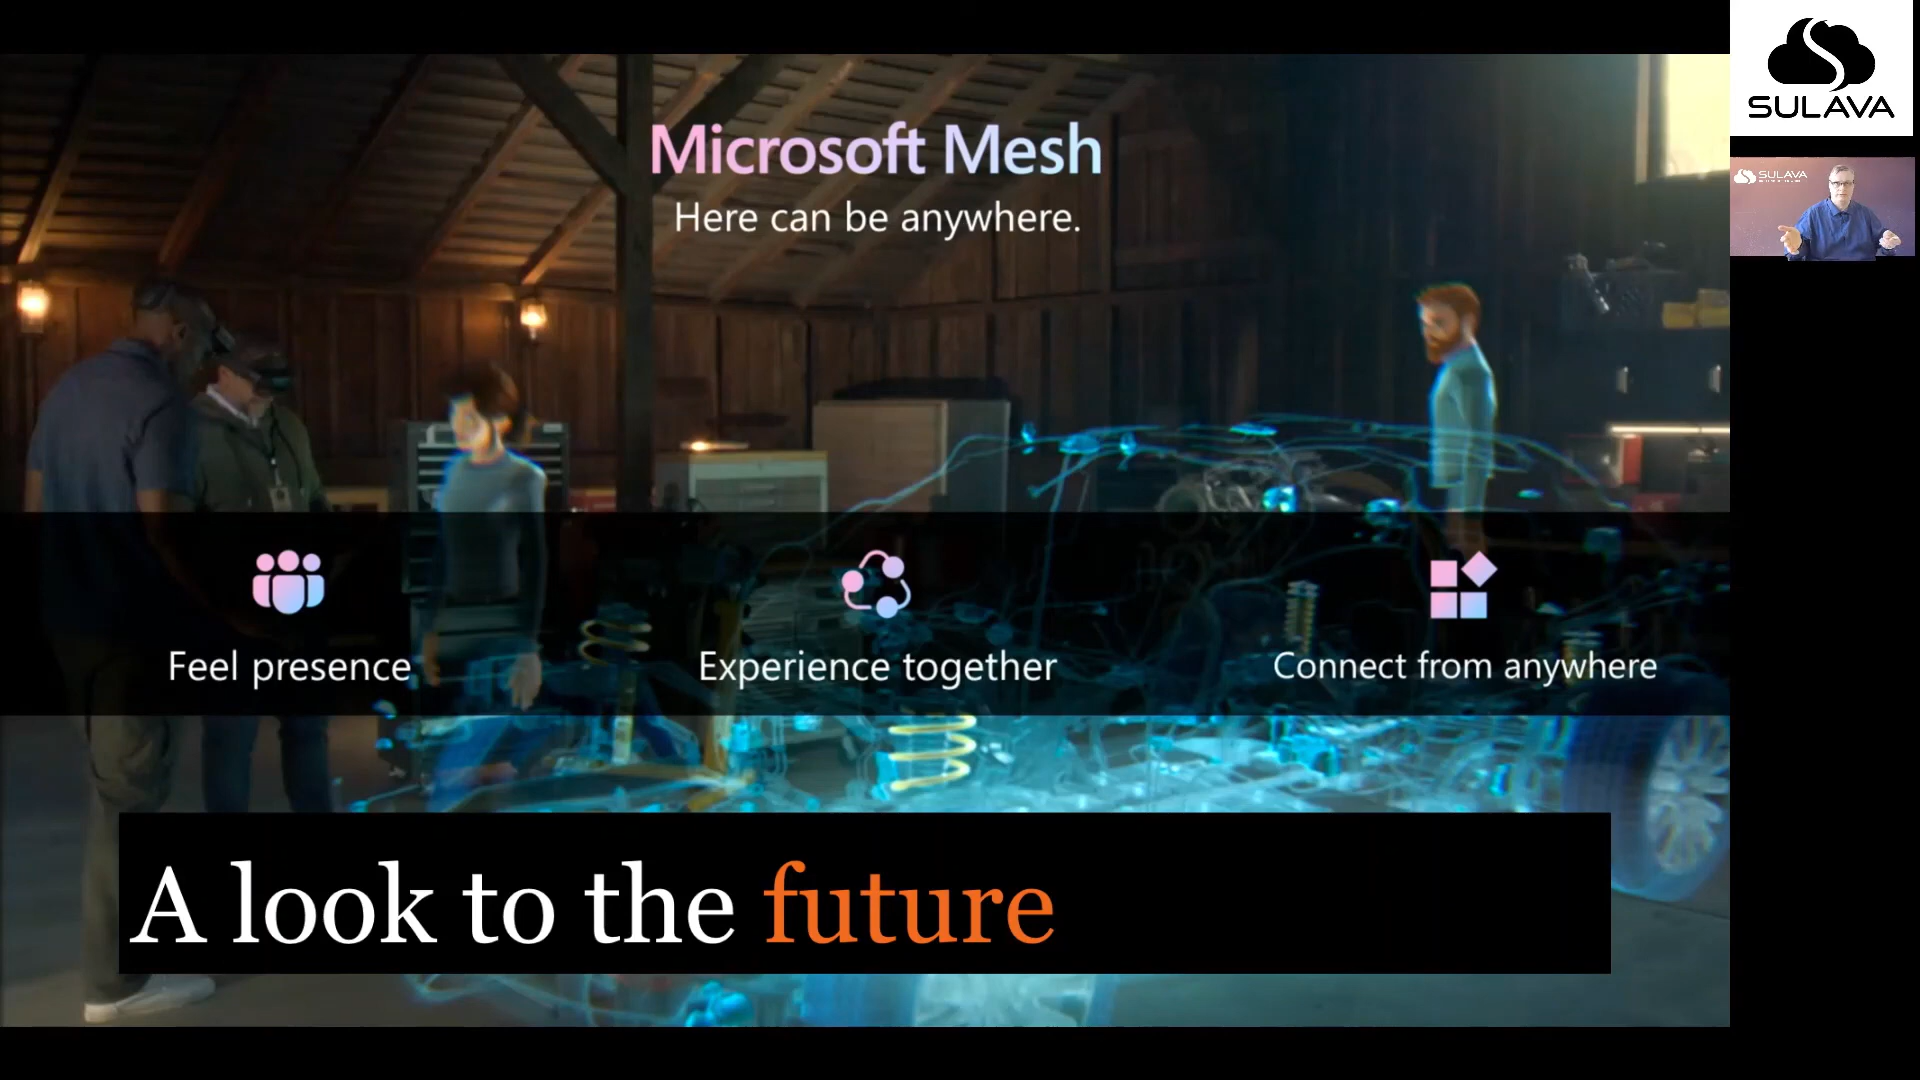 Microsoft Mesh
Here can be anywhere.
Feel presence
Experience together
Connect from anywhere
A look to the future
SULAVA
SULAVA